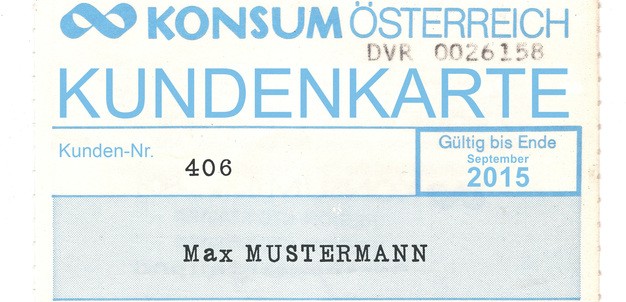 KONSUM ÖSTERREICH
DVR 0026158
KUNDENKARTE
Kunden-Nr. 406
Gültig bis Ende
September
2015
Max MUSTERMANN